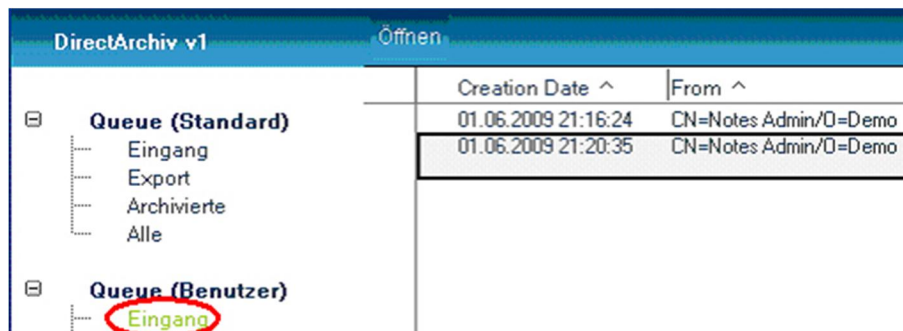 DirectArchiv v1 Öffnen
Creation Date ^ From ^
Queue (Standard) 01.06.2009 21:16:24 CN=Notes Admin/O=Demo
Eingang 01.06.2009 21:20:35 CN=Notes Admin/O=Demo
Export
Archivierte
Alle
Queue (Benutzer)
Eingang